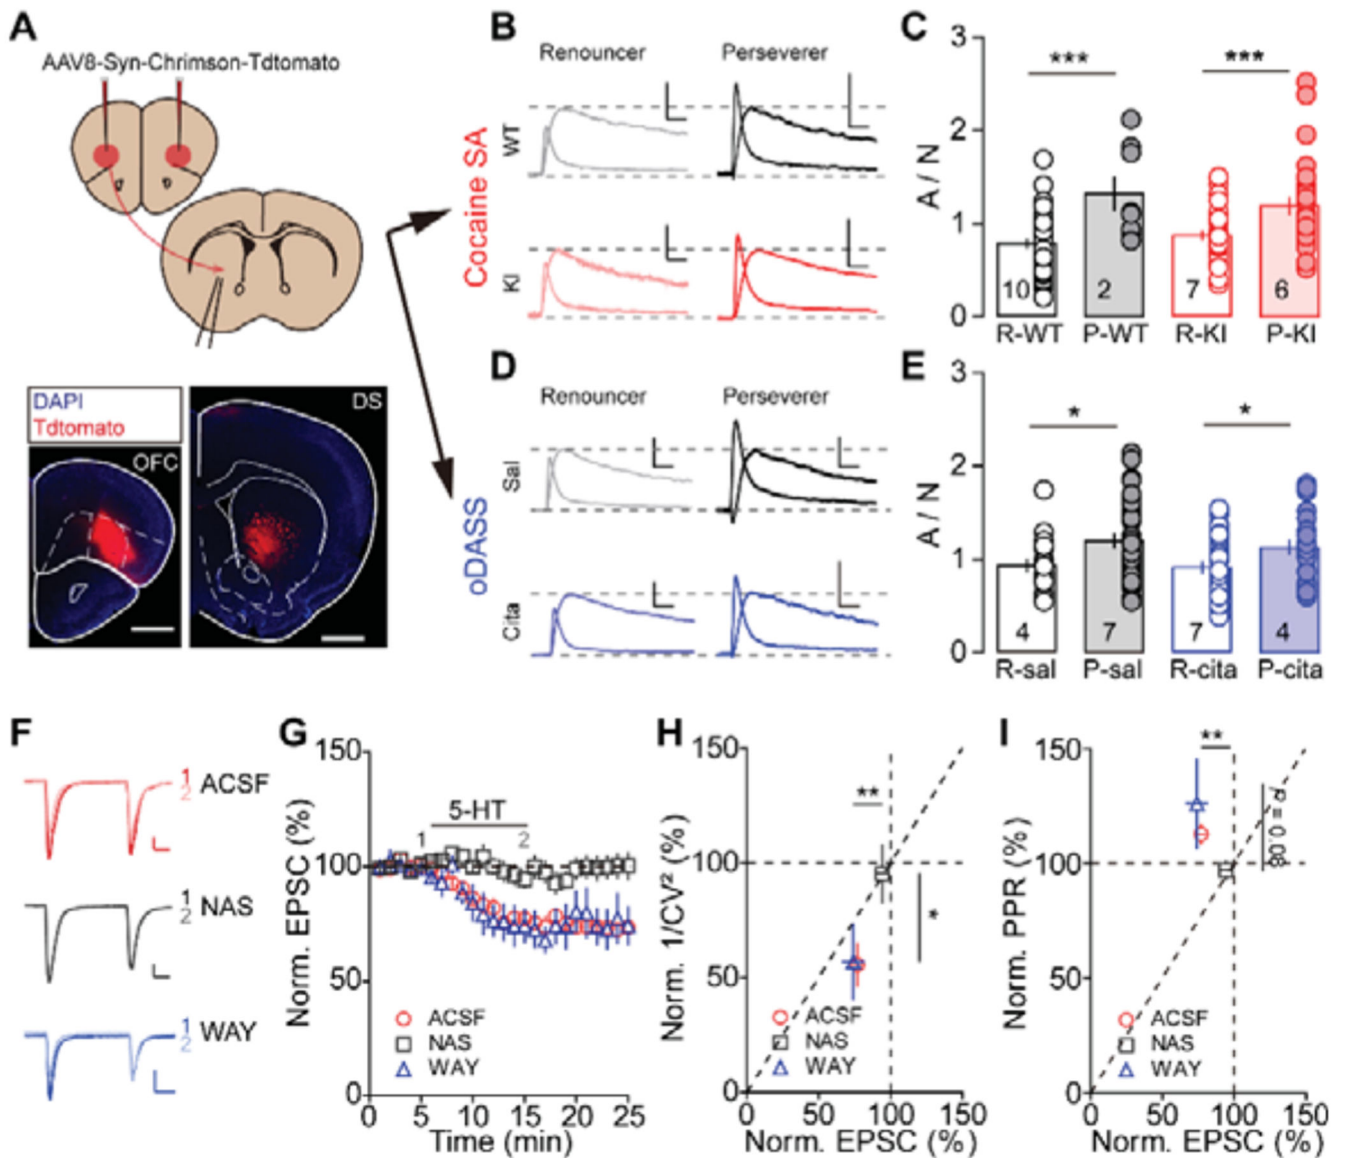 A
AAV8-Syn-Chrimson-Tdtomato
DAPI
Tdtomato
OFC
DS
B
Cocaine SA
Renouncer
Perseverer
WT
KI
C
A / N
3
2
1
0
***
***
10
2
7
6
R-WT
P-WT
R-KI
P-KI
D
oDASS
Renouncer
Perseverer
Sal
Cita
E
A / N
3
2
1
0
*
*
4
7
7
4
R-sal
P-sal
R-cita
P-cita
F
1
2
ACSF
1
2
NAS
1
2
WAY
G
Norm. EPSC (%)
150
100
50
0
5-HT
1
2
ACSF
NAS
WAY
0
5
10
15
20
25
Time (min)
H
Norm. 1/CV² (%)
150
100
50
0
**
*
ACSF
NAS
WAY
0
50
100
150
Norm. EPSC (%)
I
Norm. PPR (%)
150
100
50
0
**
P = 0.08
ACSF
NAS
WAY
0
50
100
150
Norm. EPSC (%)